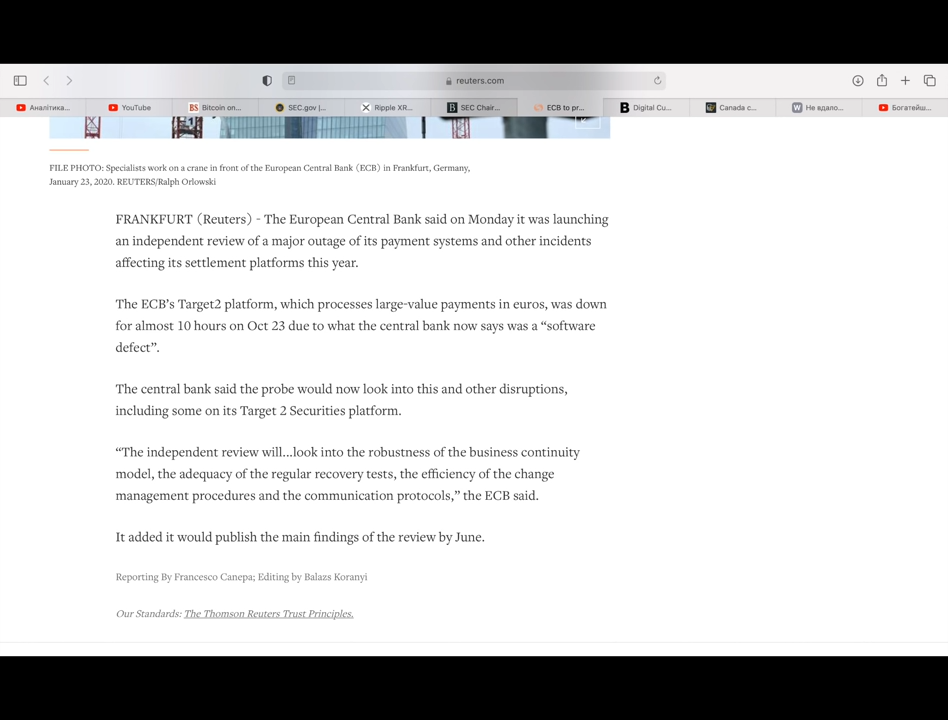 reuters.com
Аналітика...
YouTube
Bitcoin on...
SEC.gov |...
Ripple XR...
SEC Chair...
ECB to pr...
Digital Cu...
Canada c...
Не вдало...
Богатейш...
FILE PHOTO: Specialists work on a crane in front of the European Central Bank (ECB) in Frankfurt, Germany,
January 23, 2020. REUTERS/Ralph Orlowski
FRANKFURT (Reuters) - The European Central Bank said on Monday it was launching
an independent review of a major outage of its payment systems and other incidents
affecting its settlement platforms this year.
The ECB’s Target2 platform, which processes large-value payments in euros, was down
for almost 10 hours on Oct 23 due to what the central bank now says was a “software
defect”.
The central bank said the probe would now look into this and other disruptions,
including some on its Target 2 Securities platform.
“The independent review will...look into the robustness of the business continuity
model, the adequacy of the regular recovery tests, the efficiency of the change
management procedures and the communication protocols,” the ECB said.
It added it would publish the main findings of the review by June.
Reporting By Francesco Canepa; Editing by Balazs Koranyi
Our Standards: The Thomson Reuters Trust Principles.